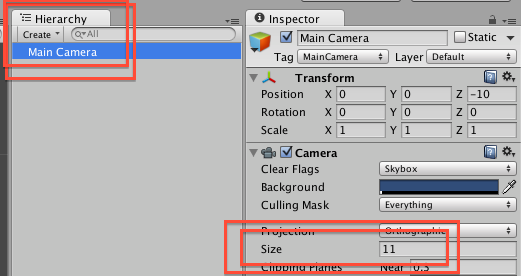 Hierarchy
Create
All
Main Camera
Inspector
Main Camera
Static
Tag MainCamera Layer Default
Transform
Position X 0 Y 0 Z -10
Rotation X 0 Y 0 Z 0
Scale X 1 Y 1 Z 1
Camera
Clear Flags Skybox
Background
Culling Mask Everything
Projection Orthographic
Size 11
Clipping Planes Near 0.3